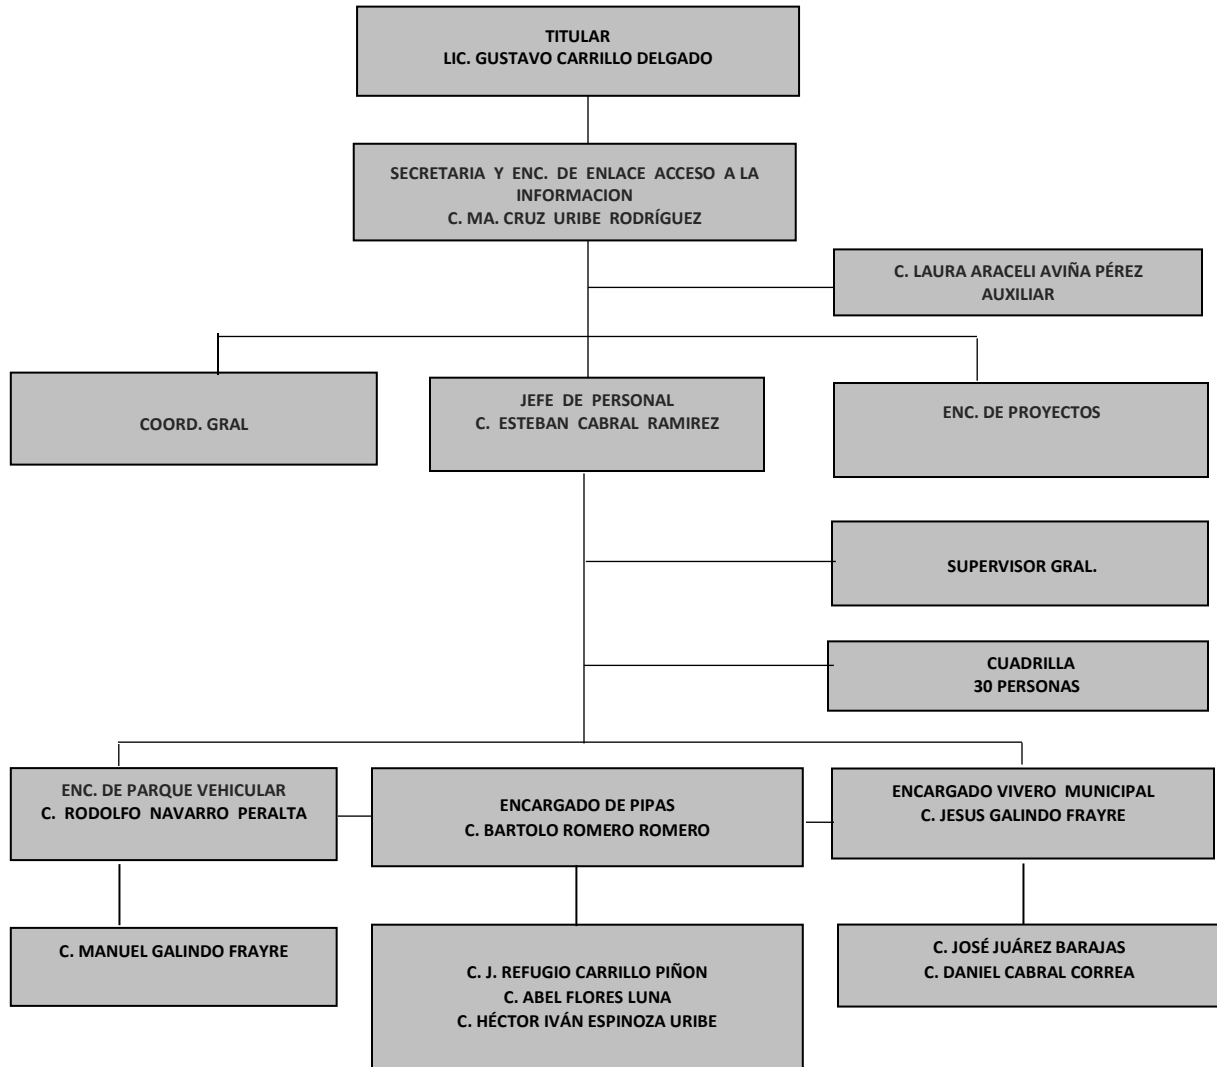 TITULAR
LIC. GUSTAVO CARRILLO DELGADO
SECRETARIA Y ENC. DE ENLACE ACCESO A LA
INFORMACION
C. MA. CRUZ URIBE RODRÍGUEZ
C. LAURA ARACELI AVIÑA PÉREZ
AUXILIAR
COORD. GRAL
JEFE DE PERSONAL
C. ESTEBAN CABRAL RAMIREZ
ENC. DE PROYECTOS
SUPERVISOR GRAL.
CUADRILLA
30 PERSONAS
ENC. DE PARQUE VEHICULAR
C. RODOLFO NAVARRO PERALTA
ENCARGADO DE PIPAS
C. BARTOLO ROMERO ROMERO
ENCARGADO VIVERO MUNICIPAL
C. JESUS GALINDO FRAYRE
C. MANUEL GALINDO FRAYRE
C. J. REFUGIO CARRILLO PIÑON
C. ABEL FLORES LUNA
C. HÉCTOR IVÁN ESPINOZA URIBE
C. JOSÉ JUÁREZ BARAJAS
C. DANIEL CABRAL CORREA